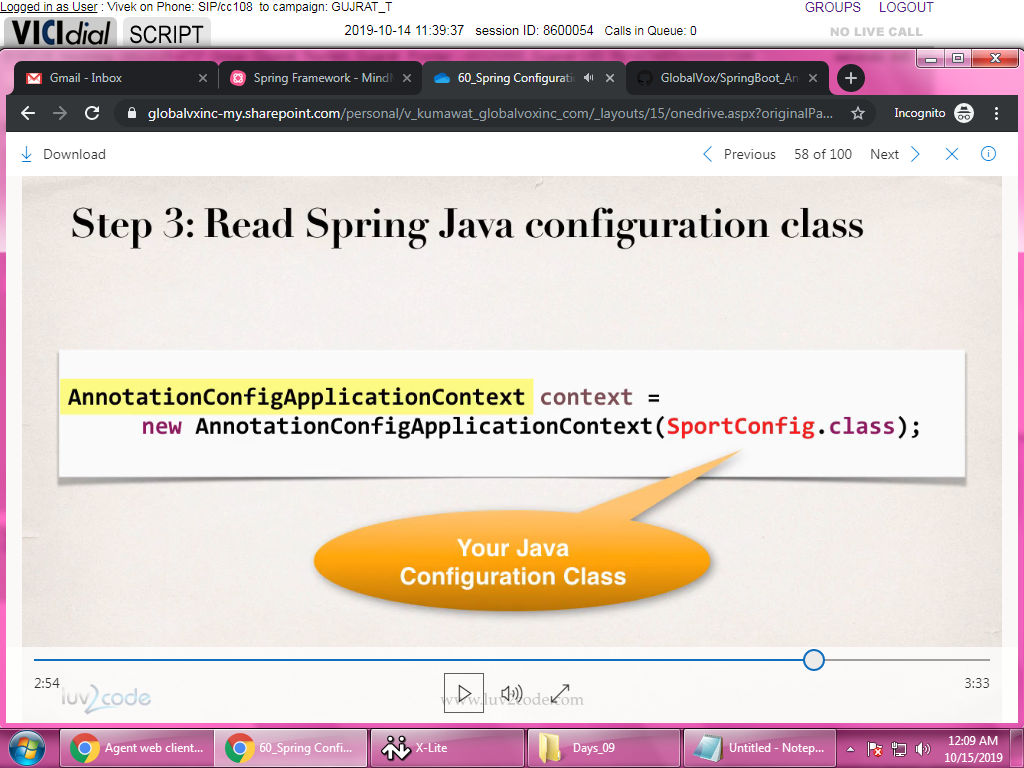 Logged in as User : Vivek on Phone: SIP/cc108 to campaign: GUJRAT_T
GROUPS LOGOUT
VICIdial SCRIPT
2019-10-14 11:39:37 session ID: 8600054 Calls in Queue: 0
NO LIVE CALL
Gmail - Inbox
Spring Framework - Mind
60_Spring Configurati
GlobalVox/SpringBoot_An
globalvxinc-my.sharepoint.com/personal/v_kumawat_globalvoxinc_com/_layouts/15/onedrive.aspx?originalPa...
Incognito
Download
Previous 58 of 100 Next
Step 3: Read Spring Java configuration class
AnnotationConfigApplicationContext context =
new AnnotationConfigApplicationContext(SportConfig.class);
Your Java
Configuration Class
2:54
3:33
luv2code
www.luv2code.com
Agent web client...
60_Spring Confi...
X-Lite
Days_09
Untitled - Notep...
12:09 AM
10/15/2019